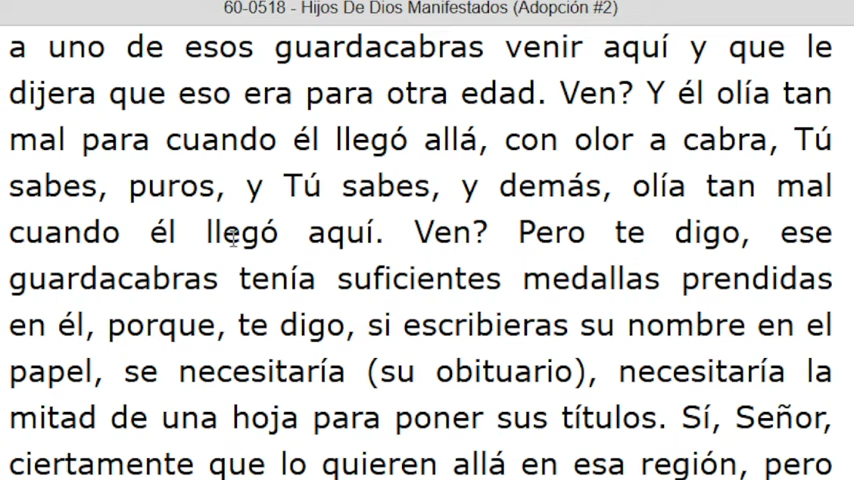 60-0518 - Hijos De Dios Manifestados (Adopción #2)
a uno de esos guardacabras venir aquí y que le
dijera que eso era para otra edad. Ven? Y él olía tan
mal para cuando él llegó allá, con olor a cabra, Tú
sabes, puros, y Tú sabes, y demás, olía tan mal
cuando él llegó aquí. Ven? Pero te digo, ese
guardacabras tenía suficientes medallas prendidas
en él, porque, te digo, si escribieras su nombre en el
papel, se necesitaría (su obituario), necesitaría la
mitad de una hoja para poner sus títulos. Sí, Señor,
ciertamente que lo quieren allá en esa región, pero